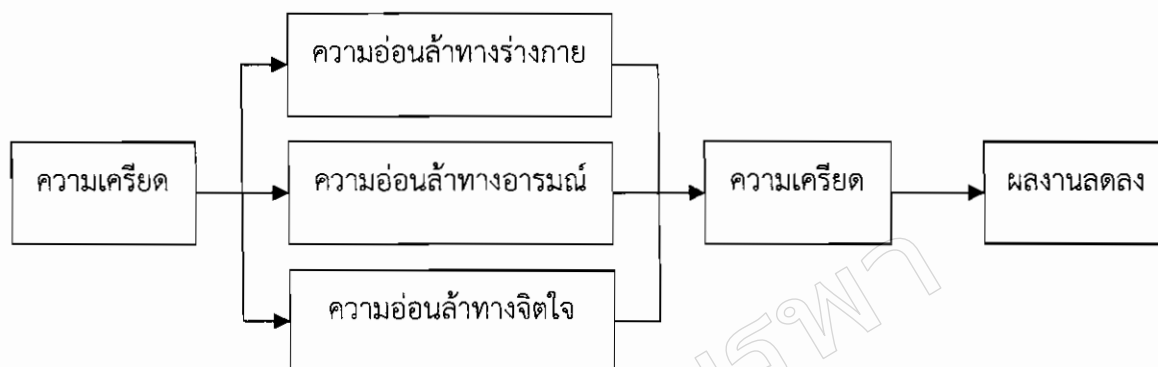 ความอ่อนล้าทางร่างกาย
ความเครียด
ความอ่อนล้าทางอารมณ์
ความเครียด
ผลงานลดลง
ความอ่อนล้าทางจิตใจ